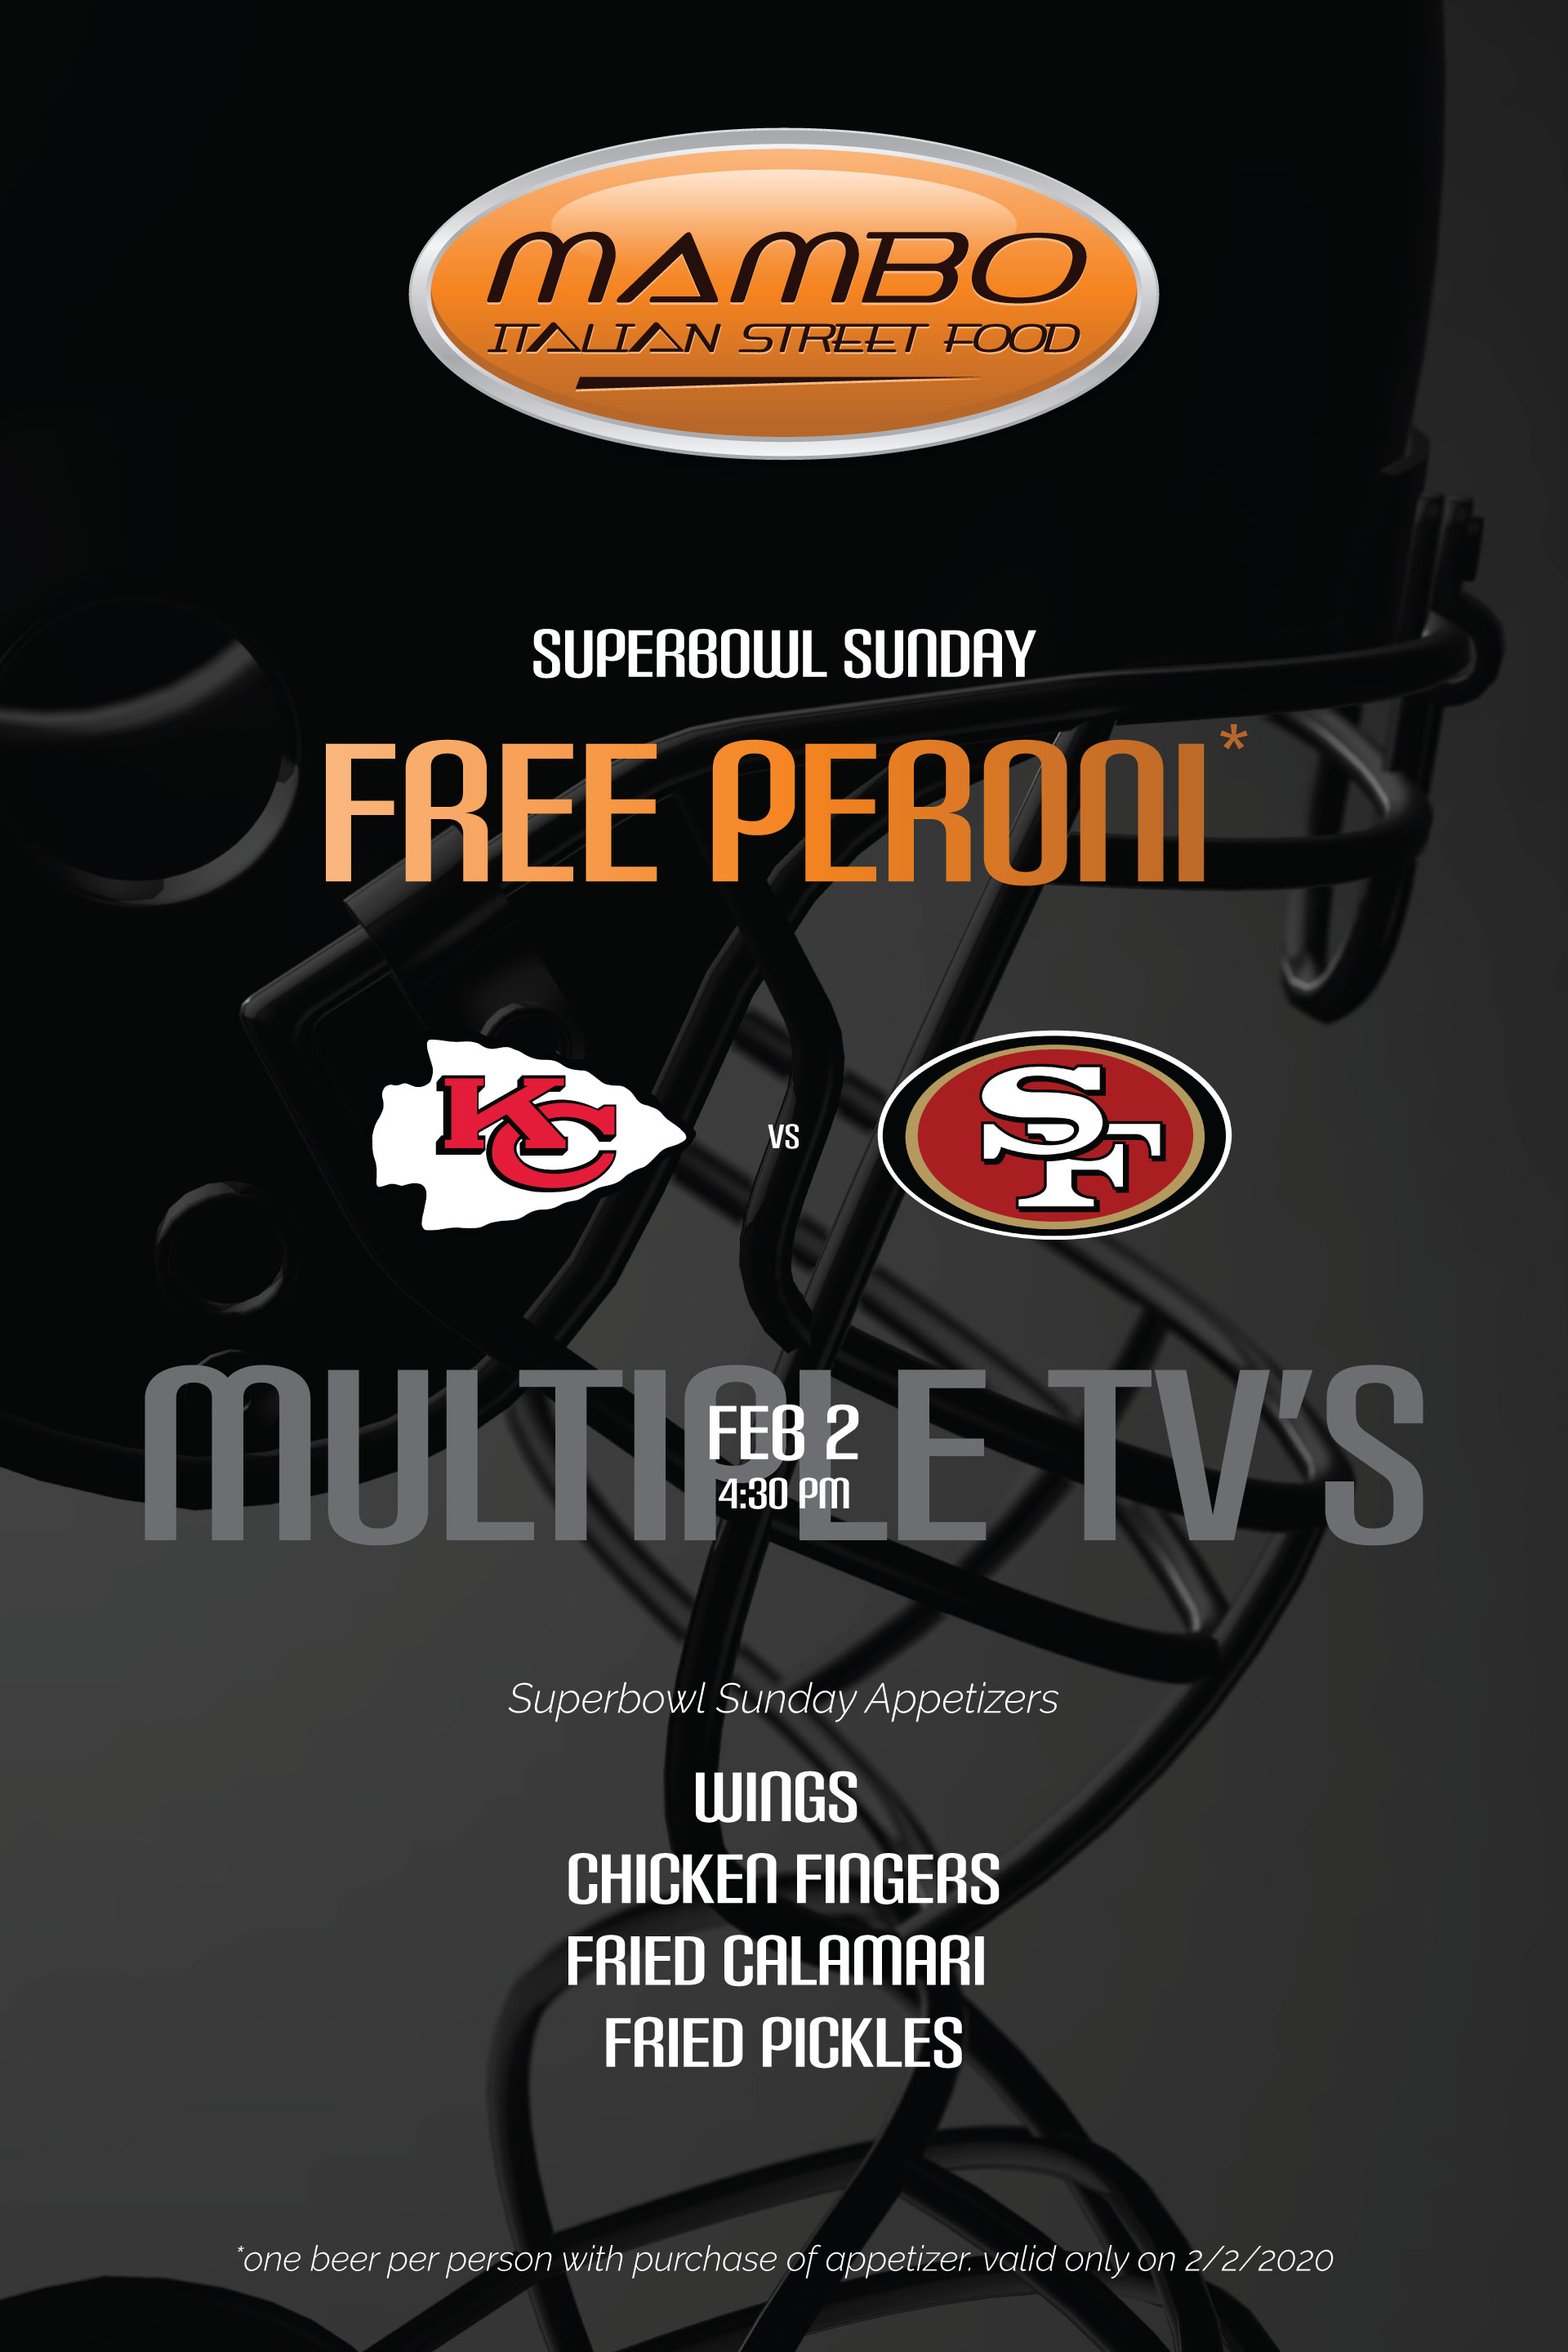 MAMBO
ITALIAN STREET FOOD
SUPERBOWL SUNDAY
FREE PERONI*
KC
VS
SF
MULTIPLE TV'S
FEB 2
4:30 PM
Superbowl Sunday Appetizers
WINGS
CHICKEN FINGERS
FRIED CALAMARI
FRIED PICKLES
*one beer per person with purchase of appetizer. valid only on 2/2/2020